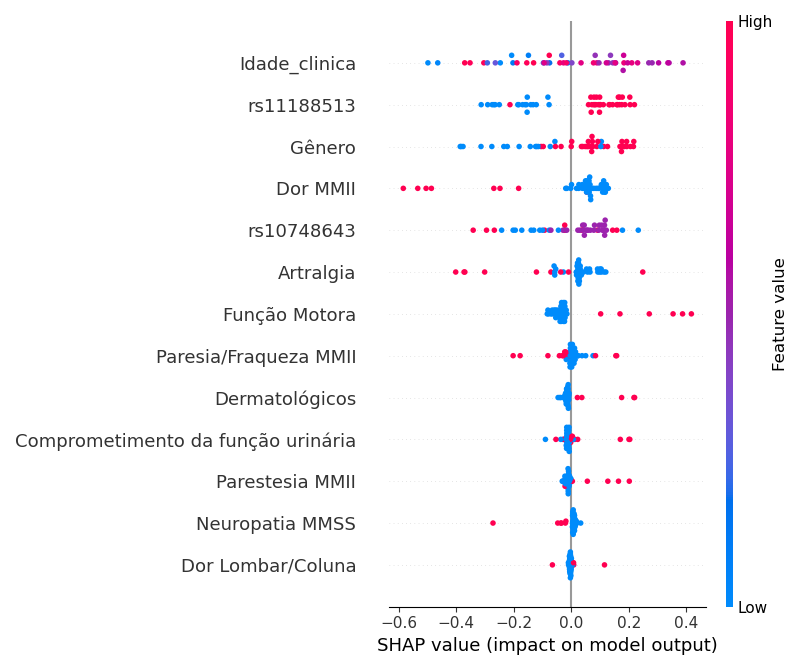 High
Idade_clinica
rs11188513
Gênero
Dor MMII
rs10748643
Artralgia
Função Motora
Paresia/Fraqueza MMII
Dermatológicos
Comprometimento da função urinária
Parestesia MMII
Neuropatia MMSS
Dor Lombar/Coluna
Feature value
Low
−0.6 −0.4 −0.2 0.0 0.2 0.4
SHAP value (impact on model output)